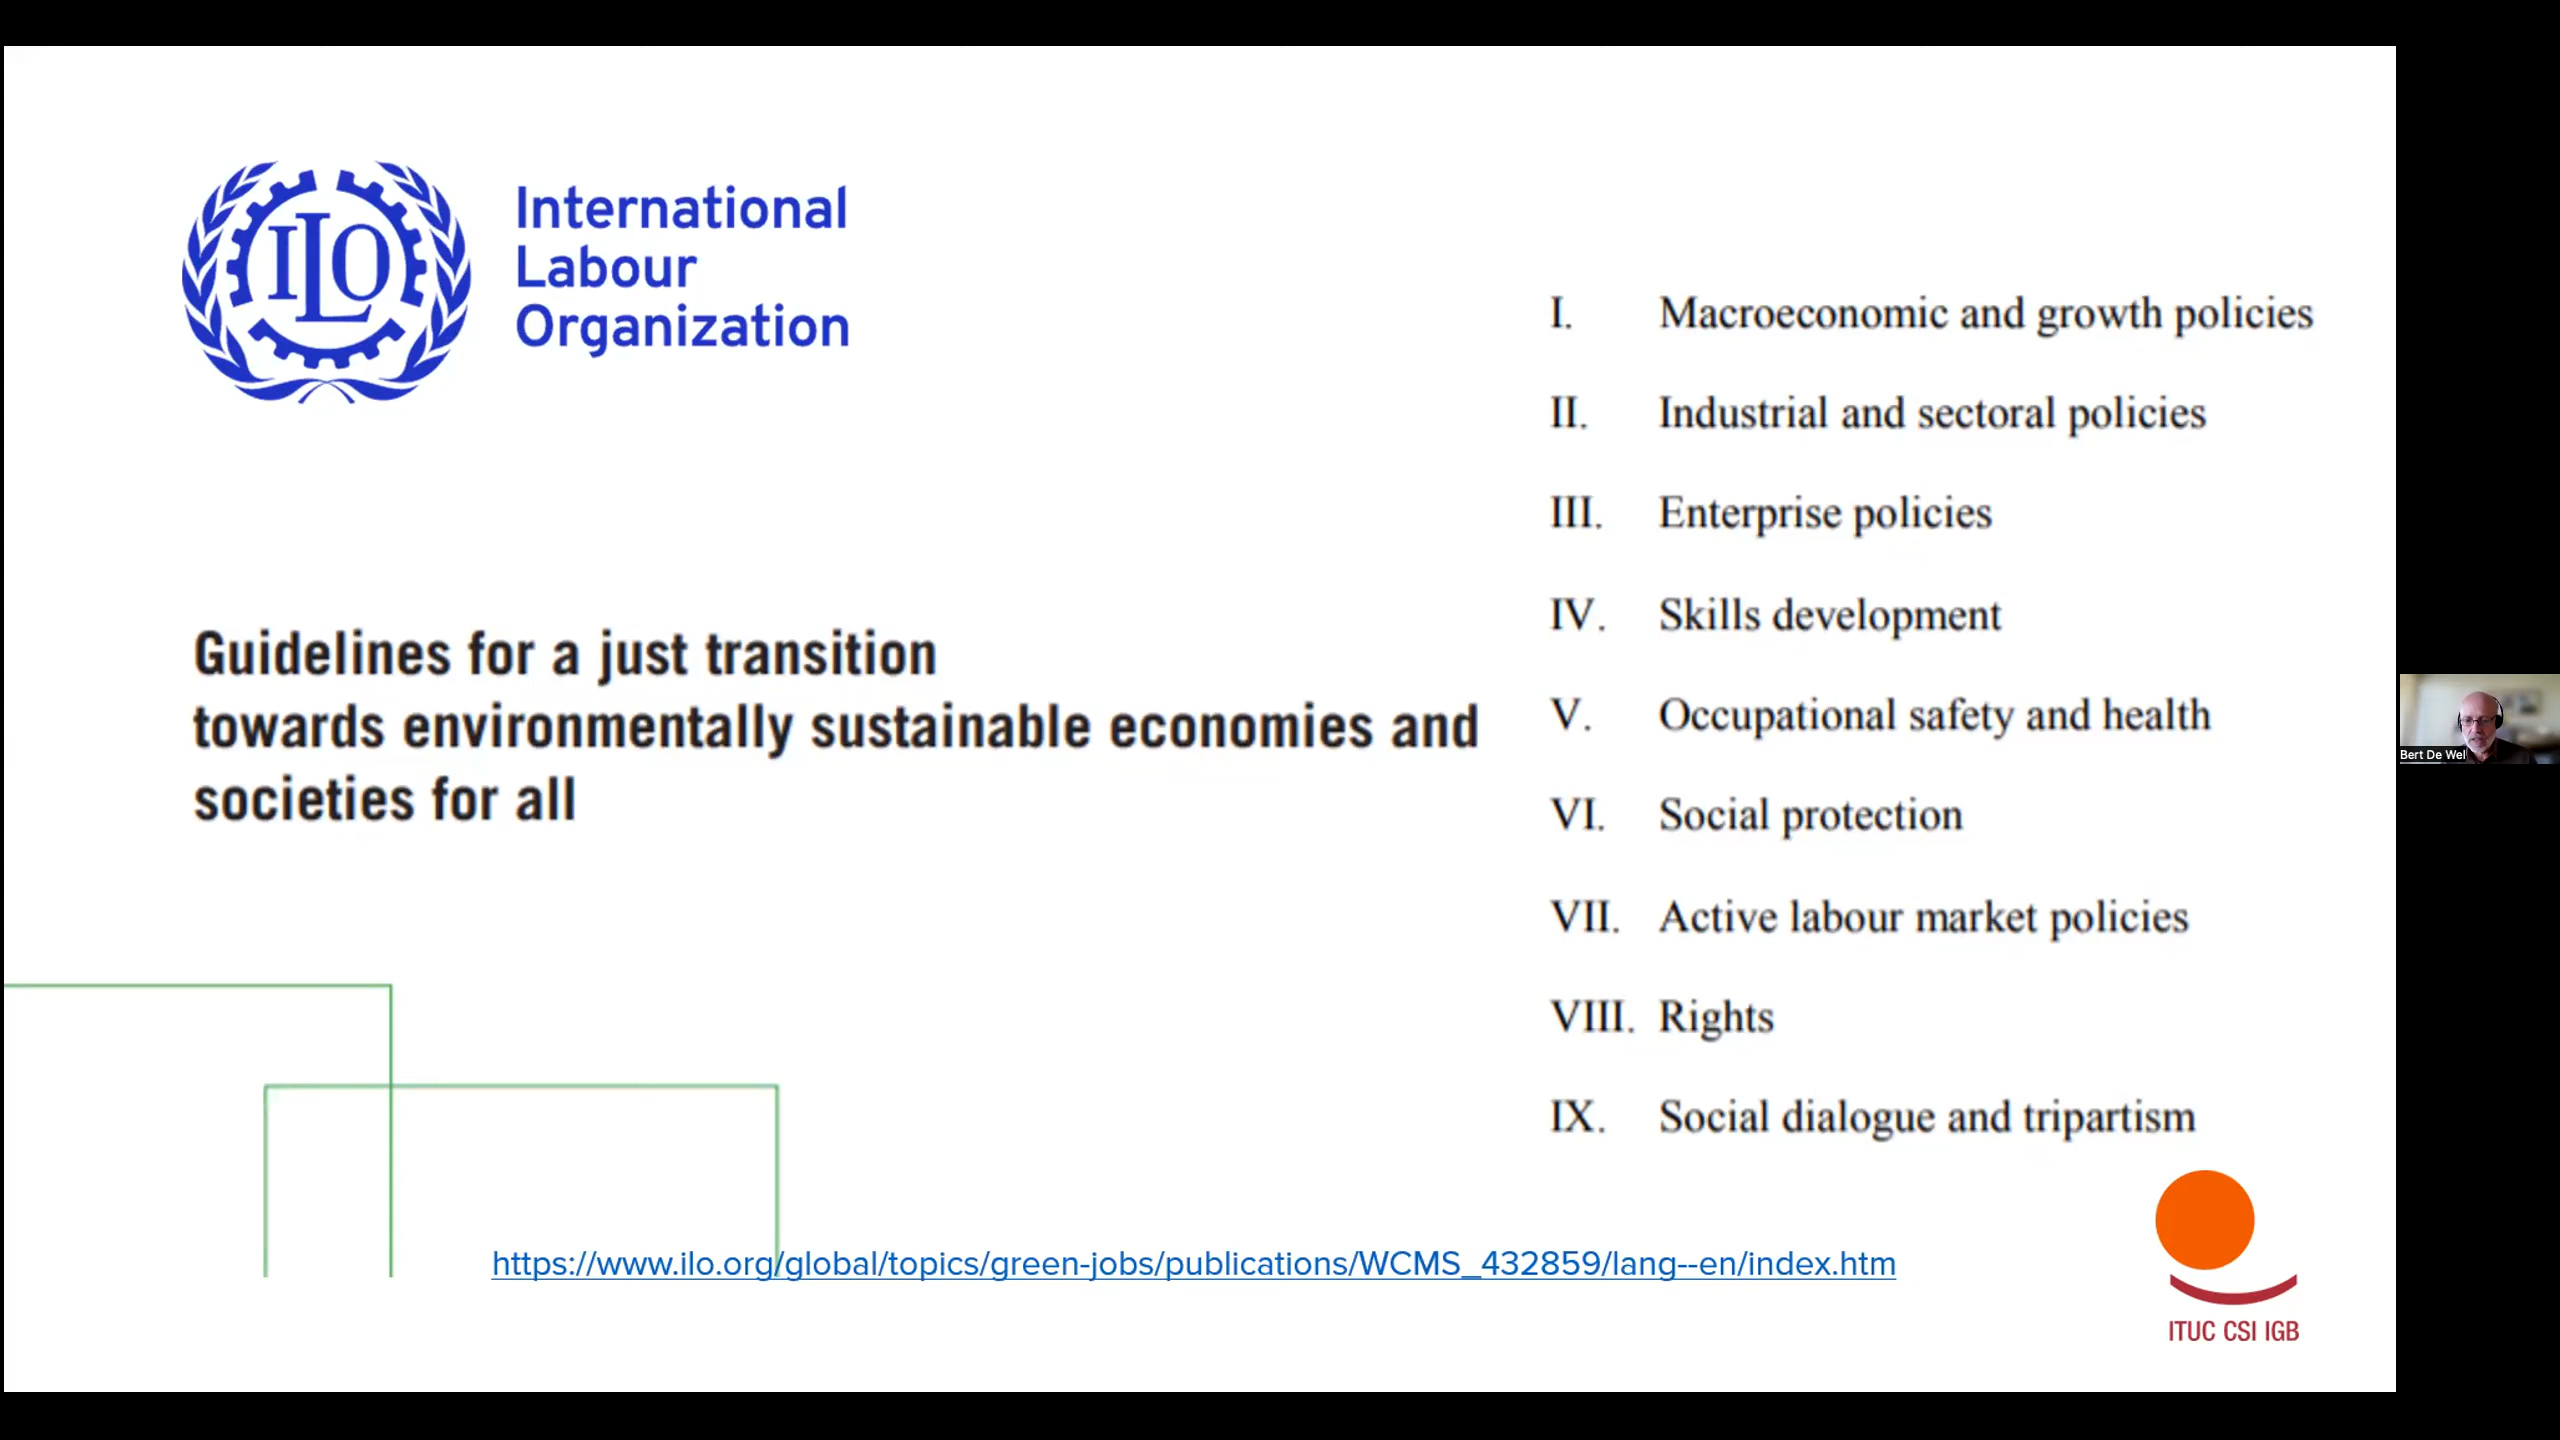 ILO
International
Labour
Organization
Guidelines for a just transition
towards environmentally sustainable economies and
societies for all
I. Macroeconomic and growth policies
II. Industrial and sectoral policies
III. Enterprise policies
IV. Skills development
V. Occupational safety and health
VI. Social protection
VII. Active labour market policies
VIII. Rights
IX. Social dialogue and tripartism
https://www.ilo.org/global/topics/green-jobs/publications/WCMS_432859/lang--en/index.htm
ITUC CSI IGB
Bert De Wel